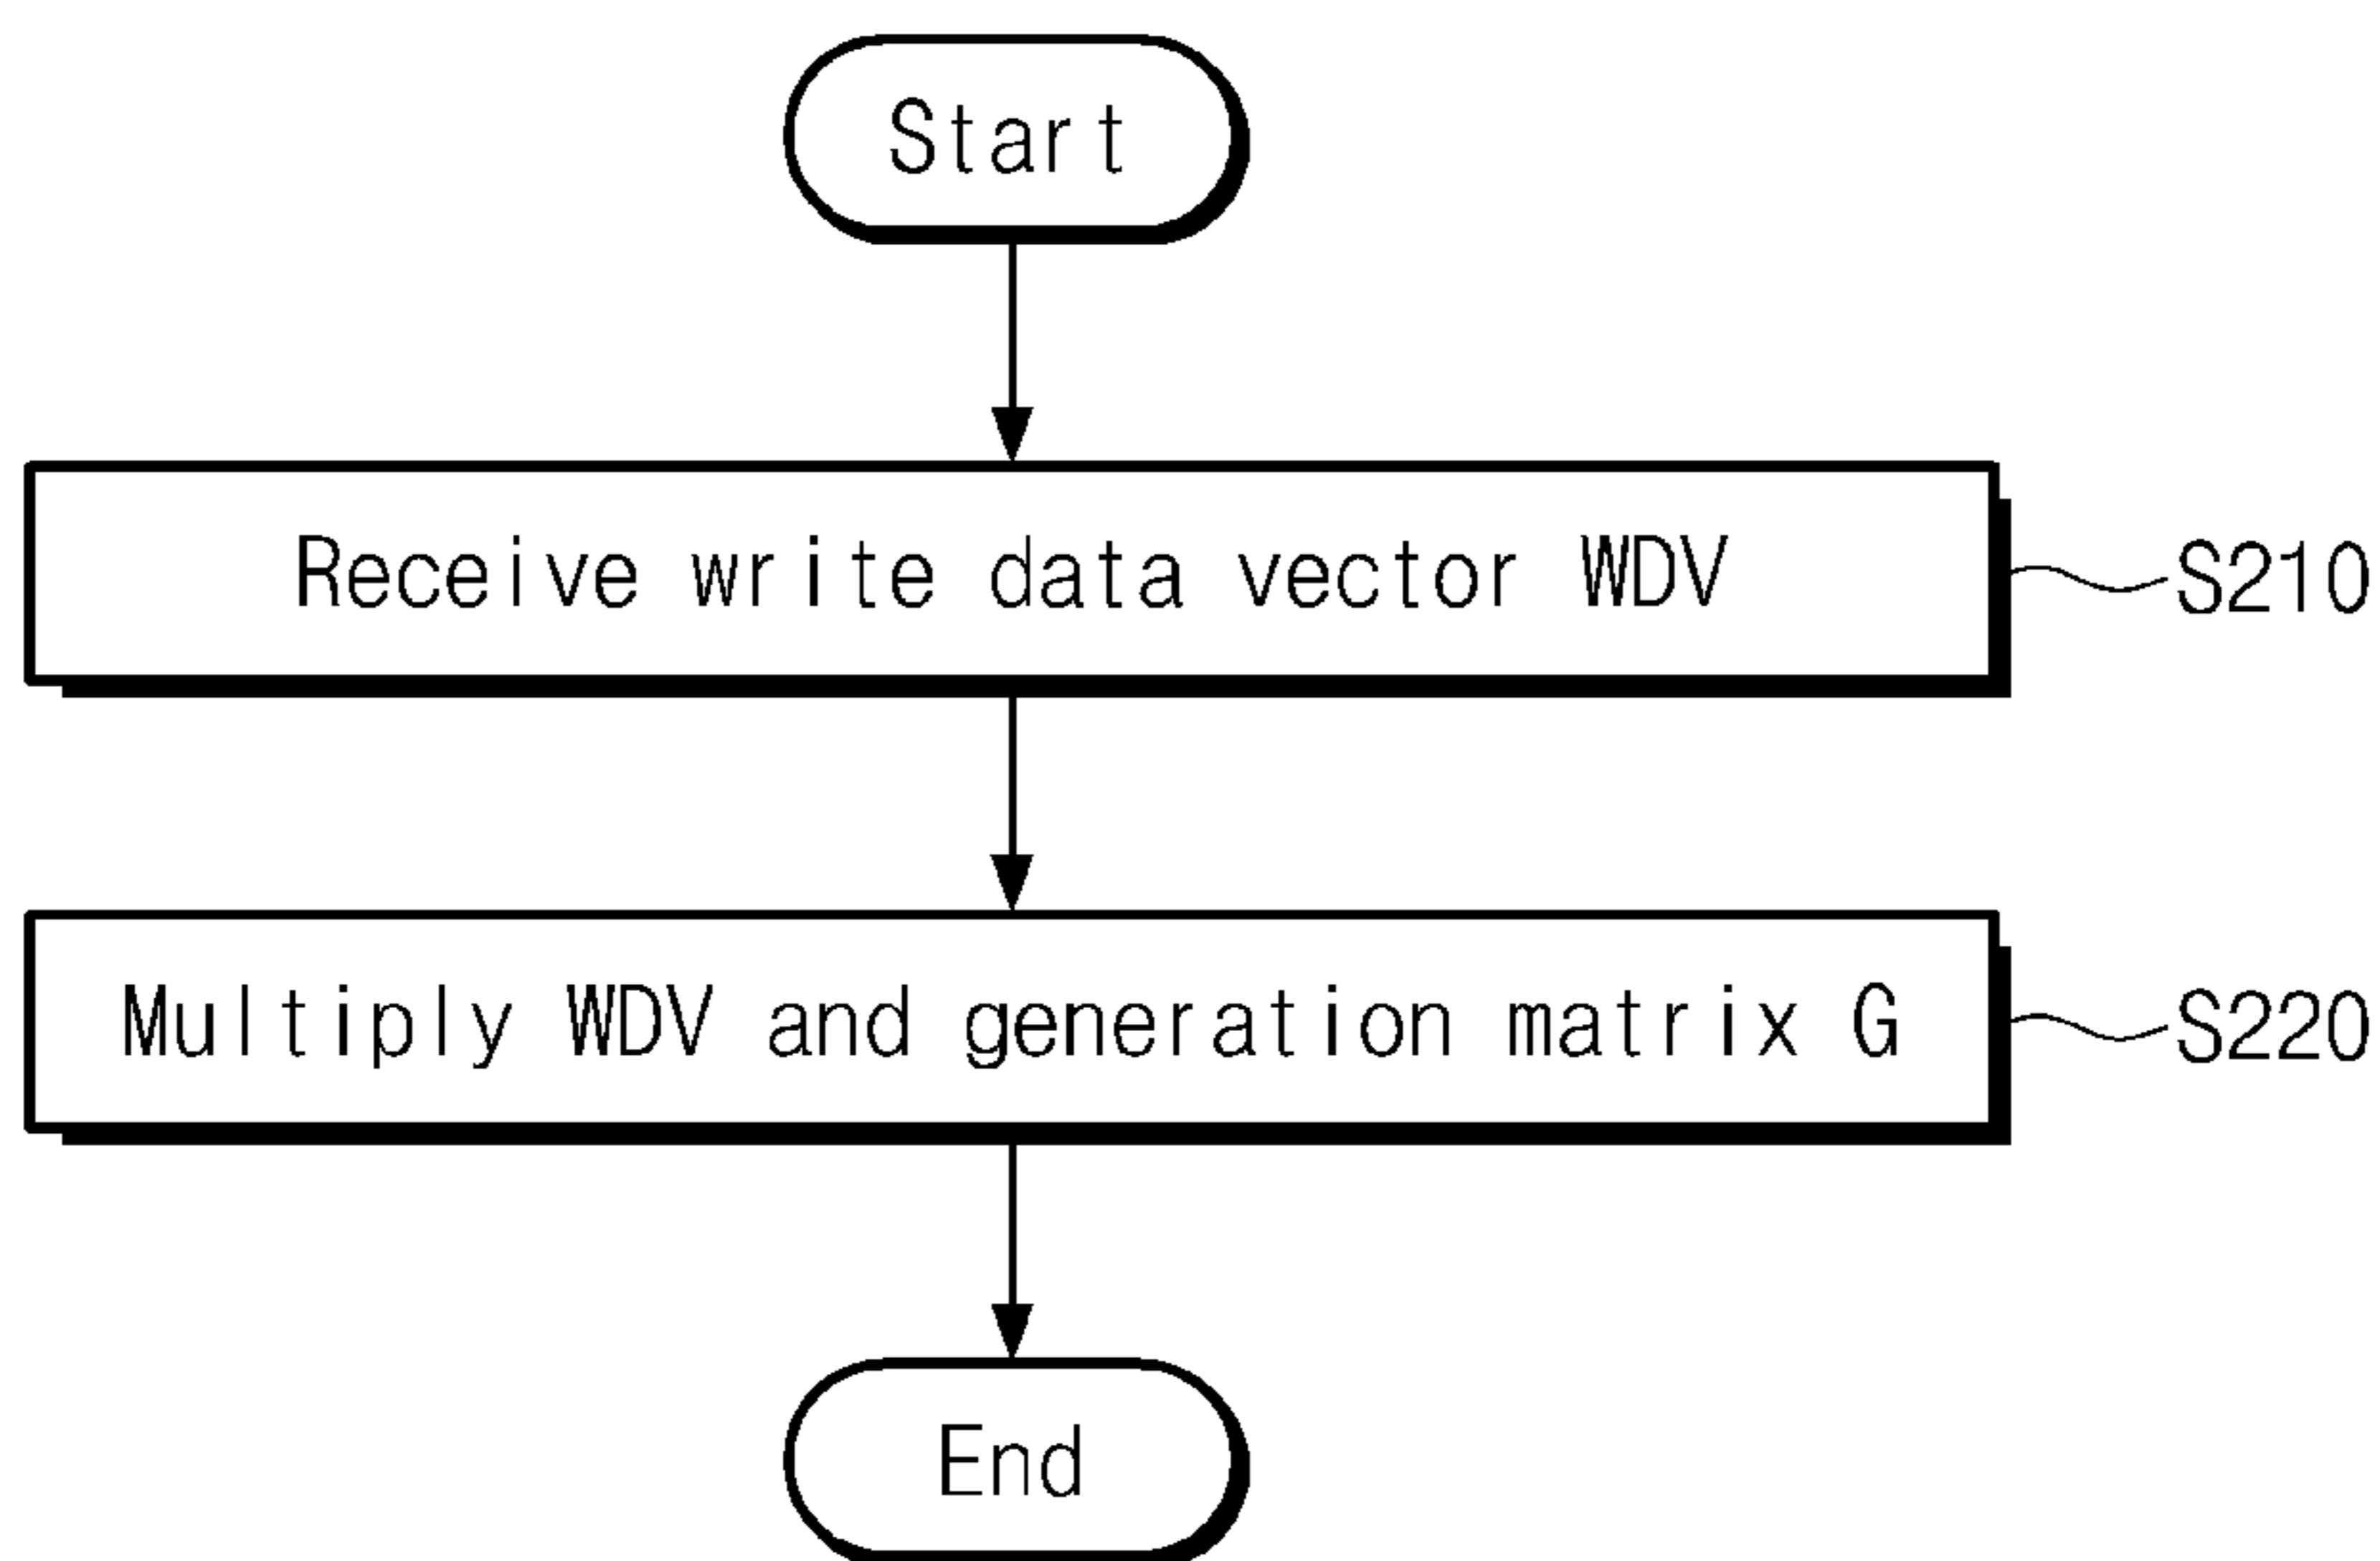 Start
Receive write data vector WDV
S210
Multiply WDV and generation matrix G
S220
End